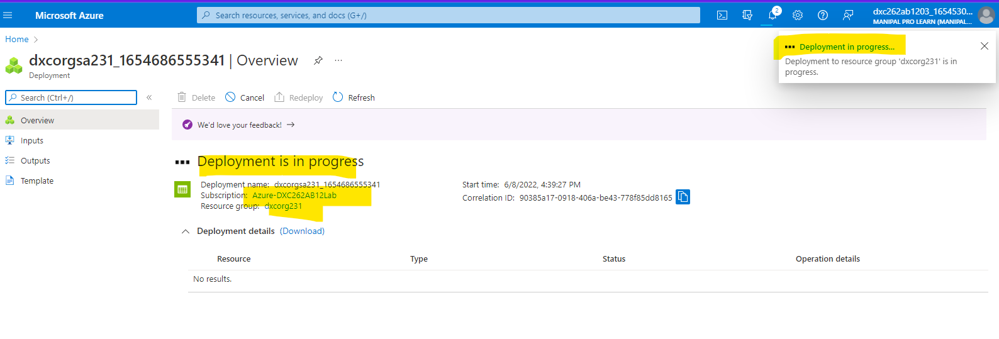 Microsoft Azure
Search resources, services, and docs (G+/)
2
dxc262ab1203_1654530...
MANIPAL PRO LEARN (MANIPAL...
Home
Deployment in progress...
Deployment to resource group 'dxcorg231' is in
progress.
dxcorgsa231_1654686555341 | Overview
Deployment
Search (Ctrl+/)
Delete
Cancel
Redeploy
Refresh
Overview
Inputs
Outputs
Template
We'd love your feedback!
Deployment is in progress
Deployment name: dxcorgsa231_1654686555341
Subscription: Azure-DXC262AB12Lab
Resource group: dxcorg231
Start time: 6/8/2022, 4:39:27 PM
Correlation ID: 90385a17-0918-406a-be43-778f85dd8165
Deployment details (Download)
Resource Type Status Operation details
No results.